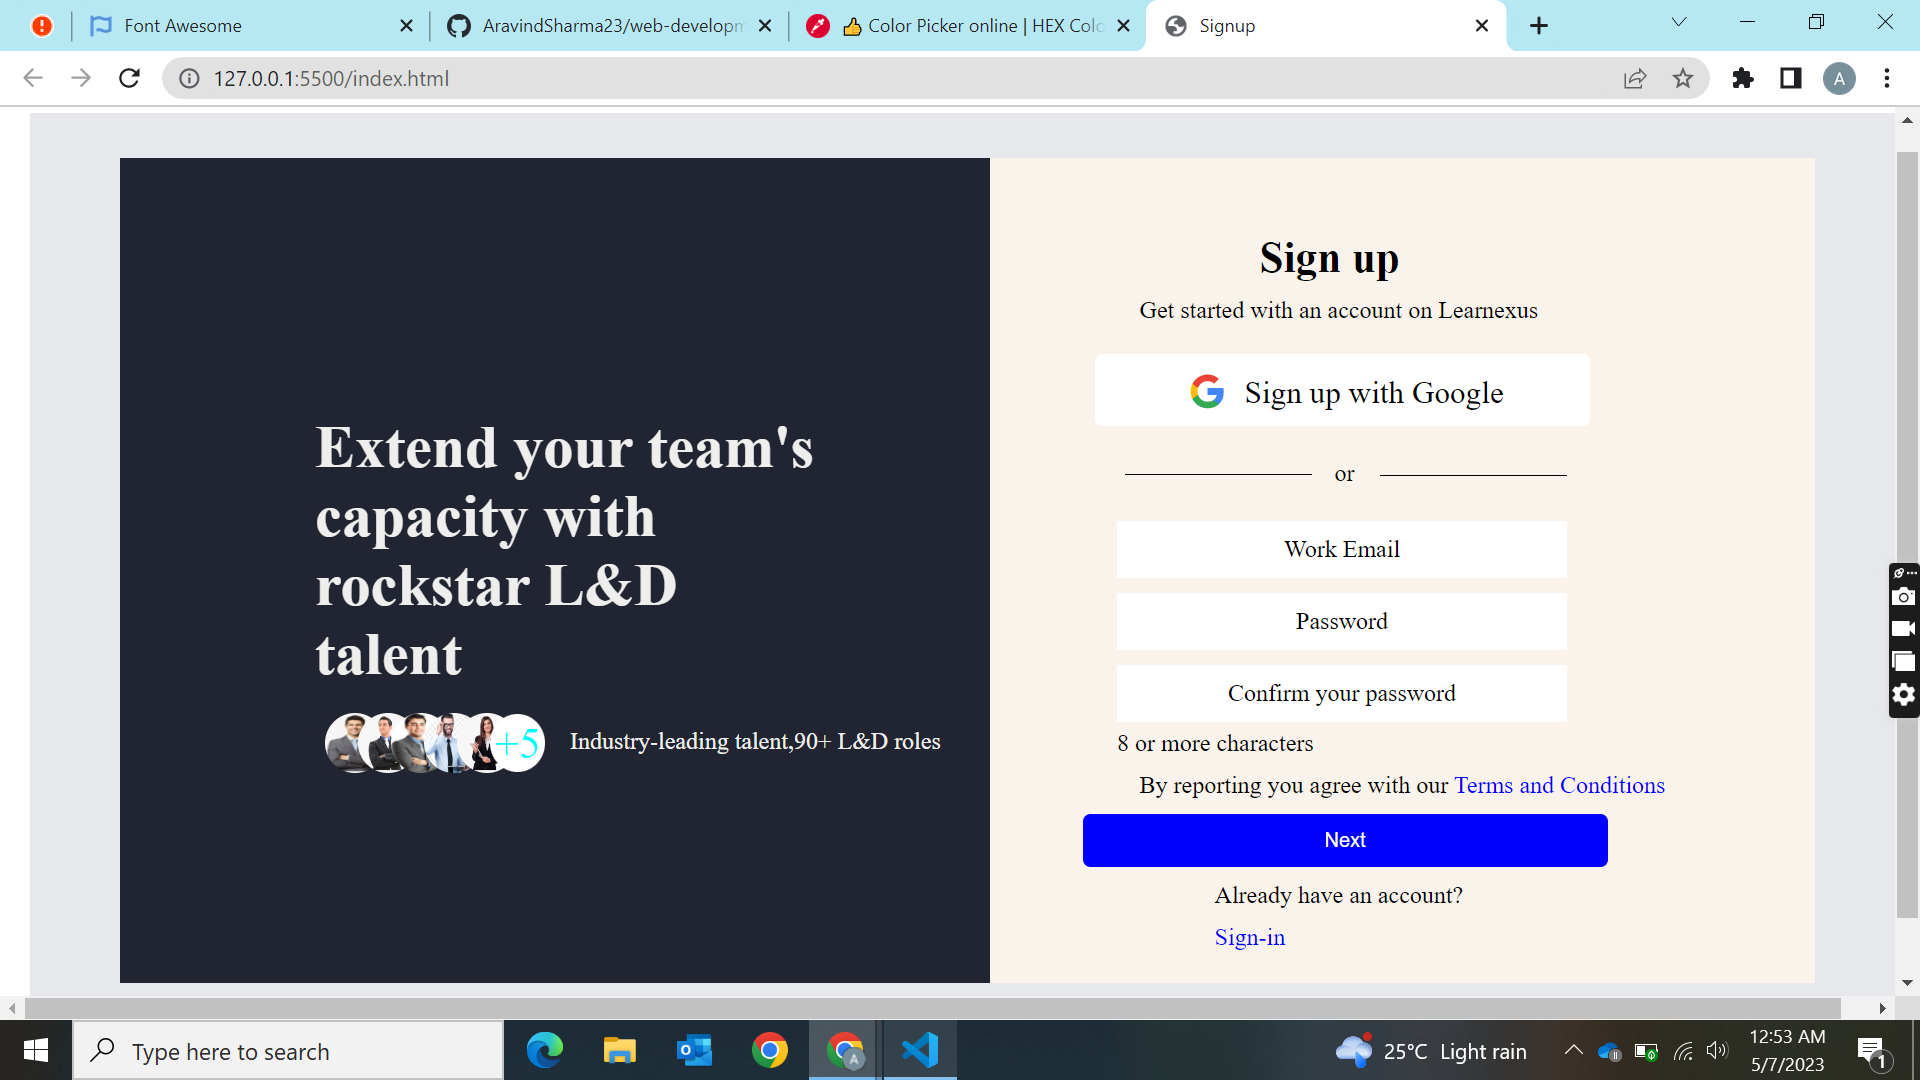 Font Awesome
AravindSharma23/web-developm
👍 Color Picker online | HEX Colo
Signup
127.0.0.1:5500/index.html
A
Sign up
Get started with an account on Learnexus
Sign up with Google
or
Work Email
Password
Confirm your password
8 or more characters
By reporting you agree with our Terms and Conditions
Next
Already have an account?
Sign-in
Extend your team's
capacity with
rockstar L&D
talent
+5
Industry-leading talent,90+ L&D roles
Type here to search
A
25°C Light rain
12:53 AM
5/7/2023
1